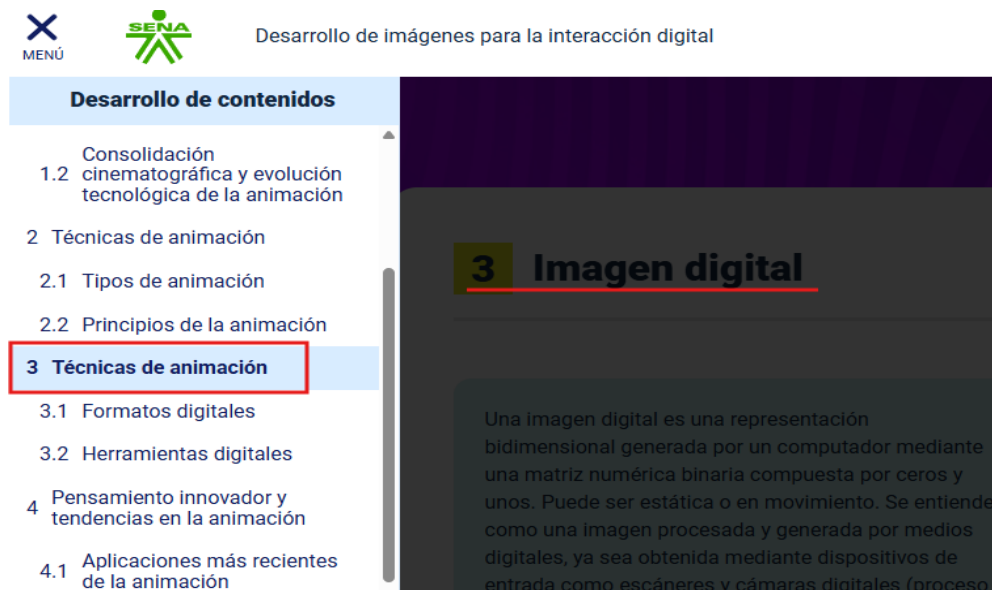 MENÚ
SENA
Desarrollo de imágenes para la interacción digital
Desarrollo de contenidos
1.2 Consolidación
cinematográfica y evolución
tecnológica de la animación
2 Técnicas de animación
2.1 Tipos de animación
2.2 Principios de la animación
3 Técnicas de animación
3.1 Formatos digitales
3.2 Herramientas digitales
4 Pensamiento innovador y
tendencias en la animación
4.1 Aplicaciones más recientes
de la animación
3 Imagen digital
Una imagen digital es una representación
bidimensional generada por un computador mediante
una matriz numérica binaria compuesta por ceros y
unos. Puede ser estática o en movimiento. Se entiende
como una imagen procesada y generada por medios
digitales, ya sea obtenida mediante dispositivos de
entrada como escáneres y cámaras digitales (proceso